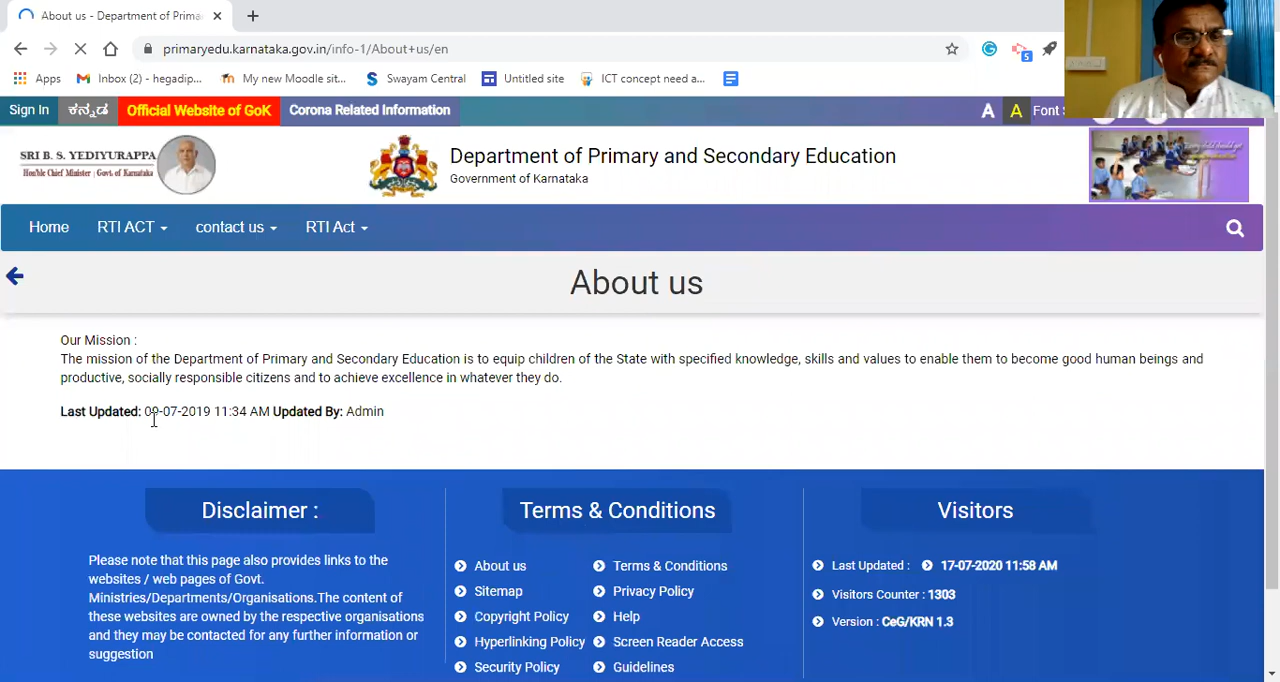 About us - Department of Prima
primaryedu.karnataka.gov.in/info-1/About+us/en
Apps Inbox (2) - hegadip... My new Moodle sit... Swayam Central Untitled site ICT concept need a...
5
Sign In ಕನ್ನಡ Official Website of GoK Corona Related Information A A Font
SRI B. S. YEDIYURAPPA
Hon'ble Chief Minister | Govt. of Karnataka
Department of Primary and Secondary Education
Government of Karnataka
Home RTI ACT contact us RTI Act
About us
Our Mission :
The mission of the Department of Primary and Secondary Education is to equip children of the State with specified knowledge, skills and values to enable them to become good human beings and
productive, socially responsible citizens and to achieve excellence in whatever they do.
Last Updated: 09-07-2019 11:34 AM Updated By: Admin
Disclaimer :
Please note that this page also provides links to the
websites / web pages of Govt.
Ministries/Departments/Organisations.The content of
these websites are owned by the respective organisations
and they may be contacted for any further information or
suggestion
Terms & Conditions
About us Terms & Conditions
Sitemap Privacy Policy
Copyright Policy Help
Hyperlinking Policy Screen Reader Access
Security Policy Guidelines
Visitors
Last Updated : 17-07-2020 11:58 AM
Visitors Counter : 1303
Version : CeG/KRN 1.3